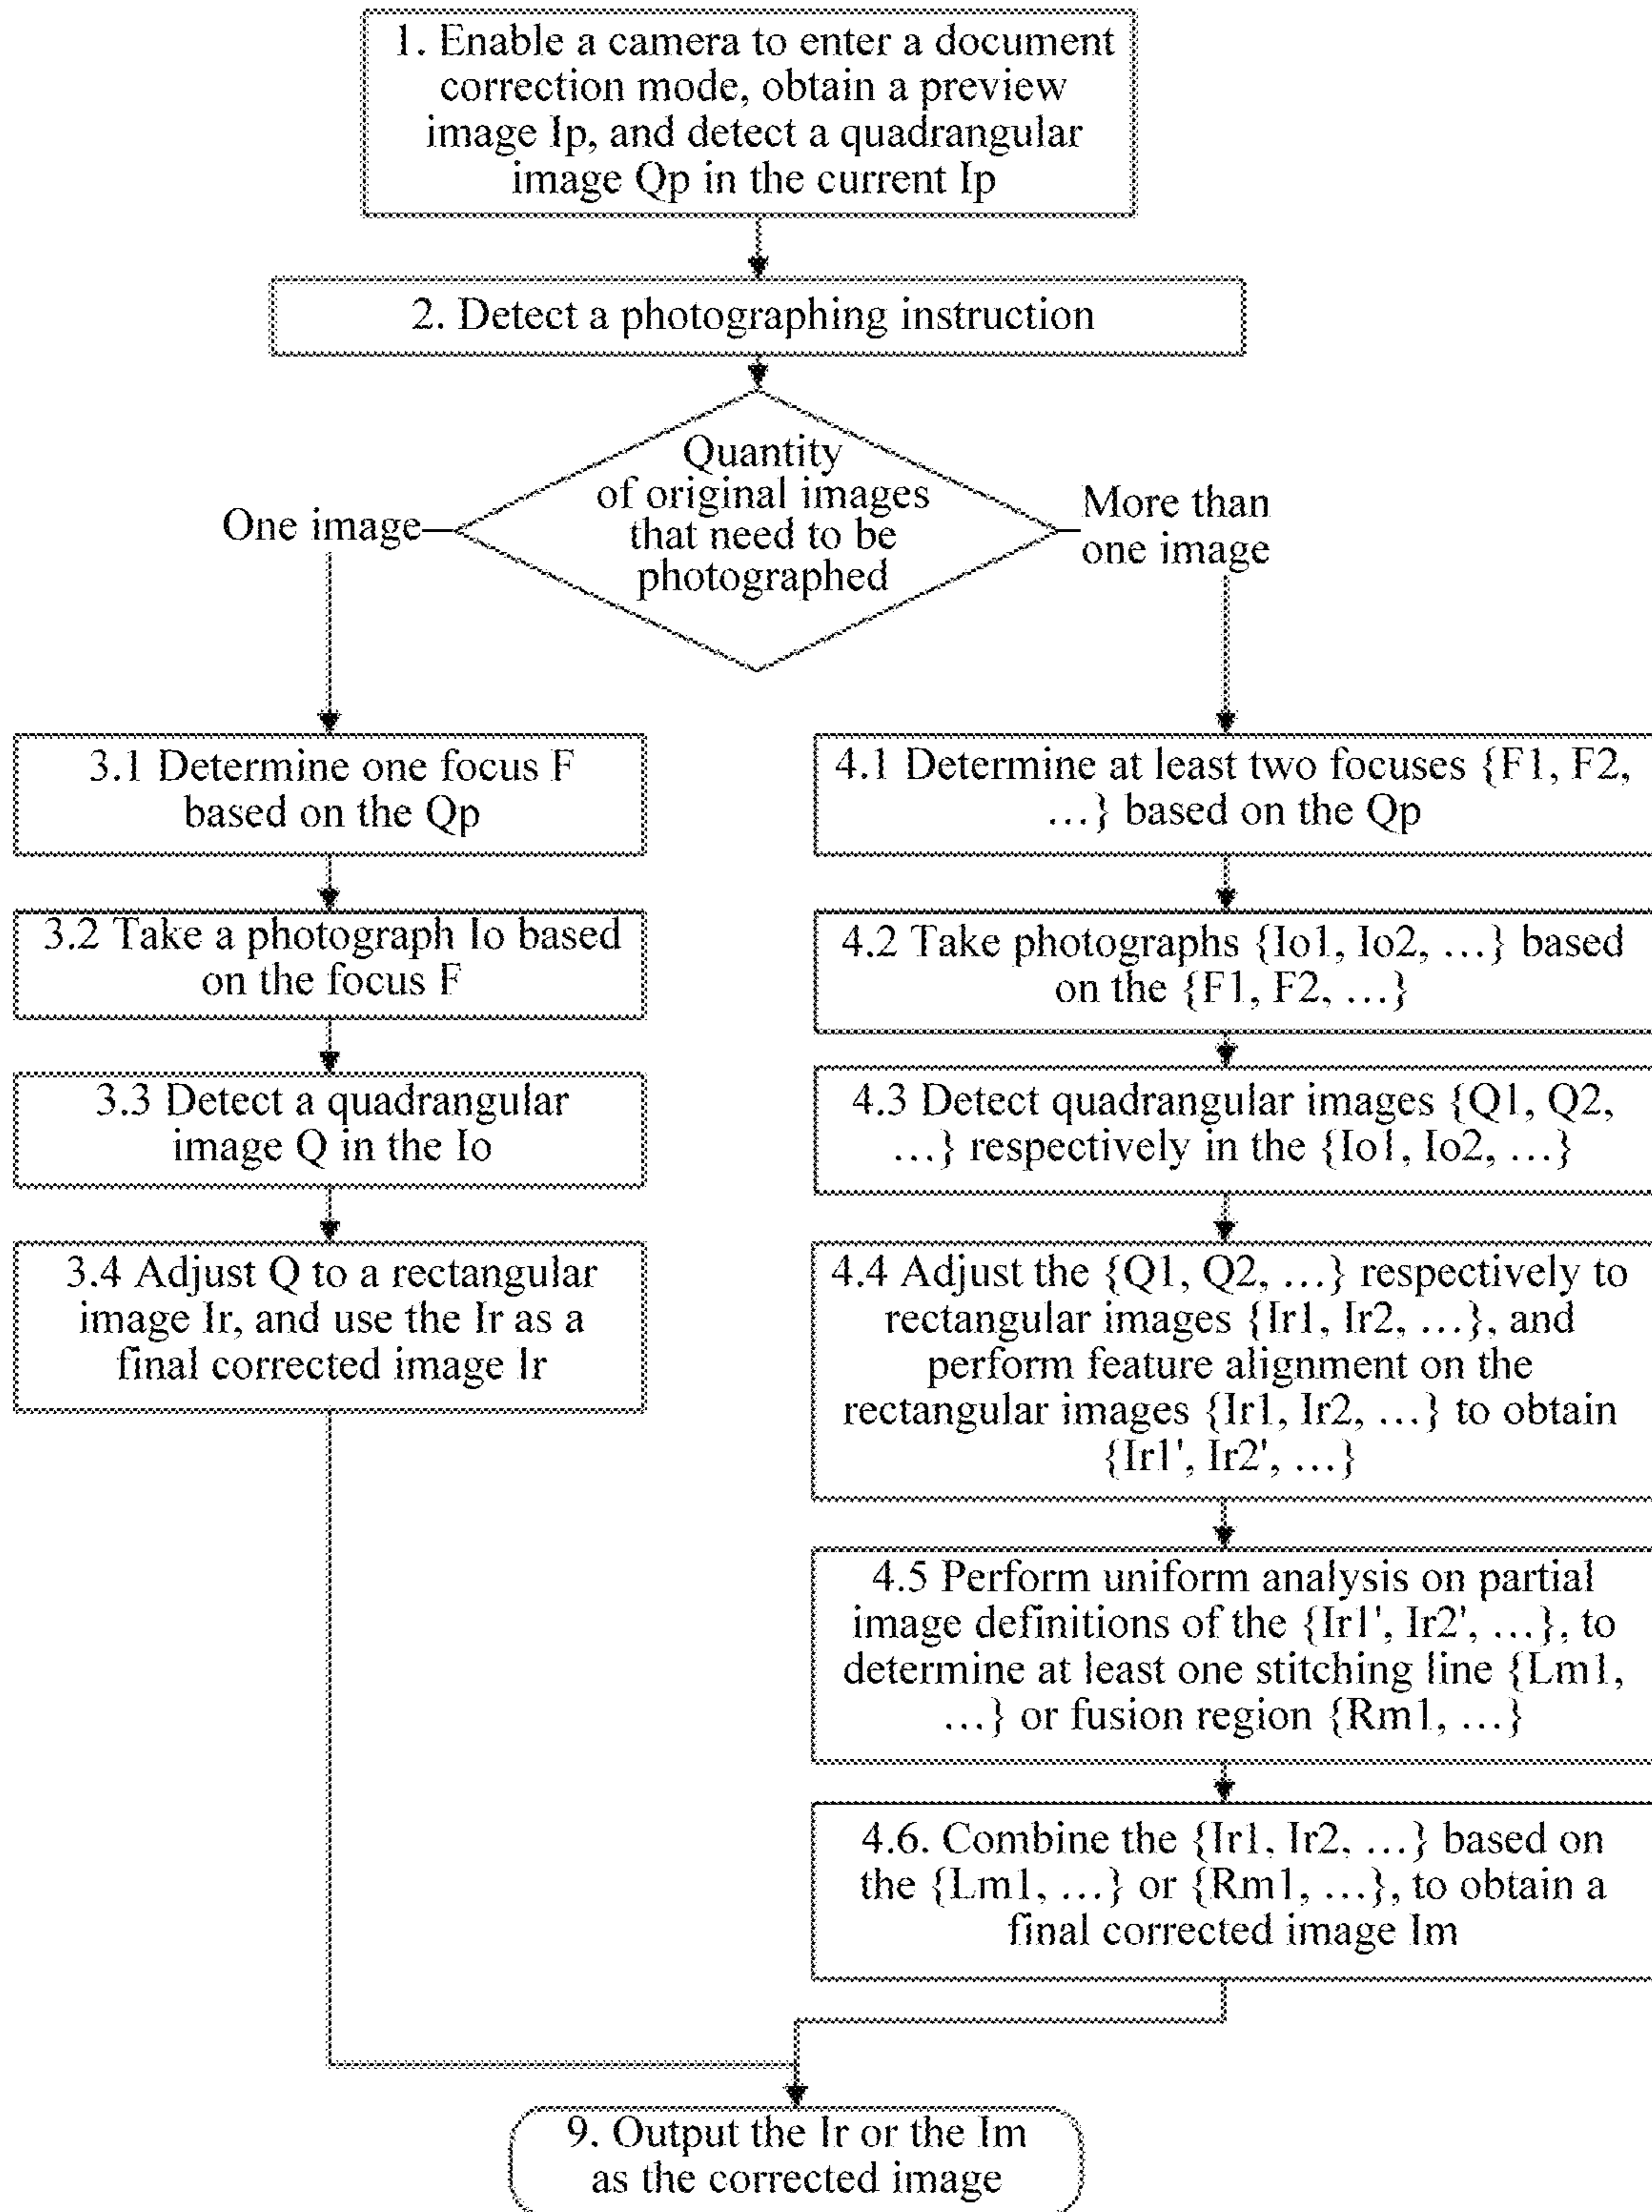 1. Enable a camera to enter a document
correction mode, obtain a preview
image Ip, and detect a quadrangular
image Qp in the current Ip
2. Detect a photographing instruction
Quantity
of original images
that need to be
photographed
One image
More than
one image
3.1 Determine one focus F
based on the Qp
3.2 Take a photograph Io based
on the focus F
3.3 Detect a quadrangular
image Q in the Io
3.4 Adjust Q to a rectangular
image Ir, and use the Ir as a
final corrected image Ir
4.1 Determine at least two focuses {F1, F2,
…} based on the Qp
4.2 Take photographs {Io1, Io2, …} based
on the {F1, F2, …}
4.3 Detect quadrangular images {Q1, Q2,
…} respectively in the {Io1, Io2, …}
4.4 Adjust the {Q1, Q2, …} respectively to
rectangular images {Ir1, Ir2, …}, and
perform feature alignment on the
rectangular images {Ir1, Ir2, …} to obtain
{Ir1', Ir2', …}
4.5 Perform uniform analysis on partial
image definitions of the {Ir1', Ir2', …}, to
determine at least one stitching line {Lm1,
…} or fusion region {Rm1, …}
4.6. Combine the {Ir1, Ir2, …} based on
the {Lm1, …} or {Rm1, …}, to obtain a
final corrected image Im
9. Output the Ir or the Im
as the corrected image